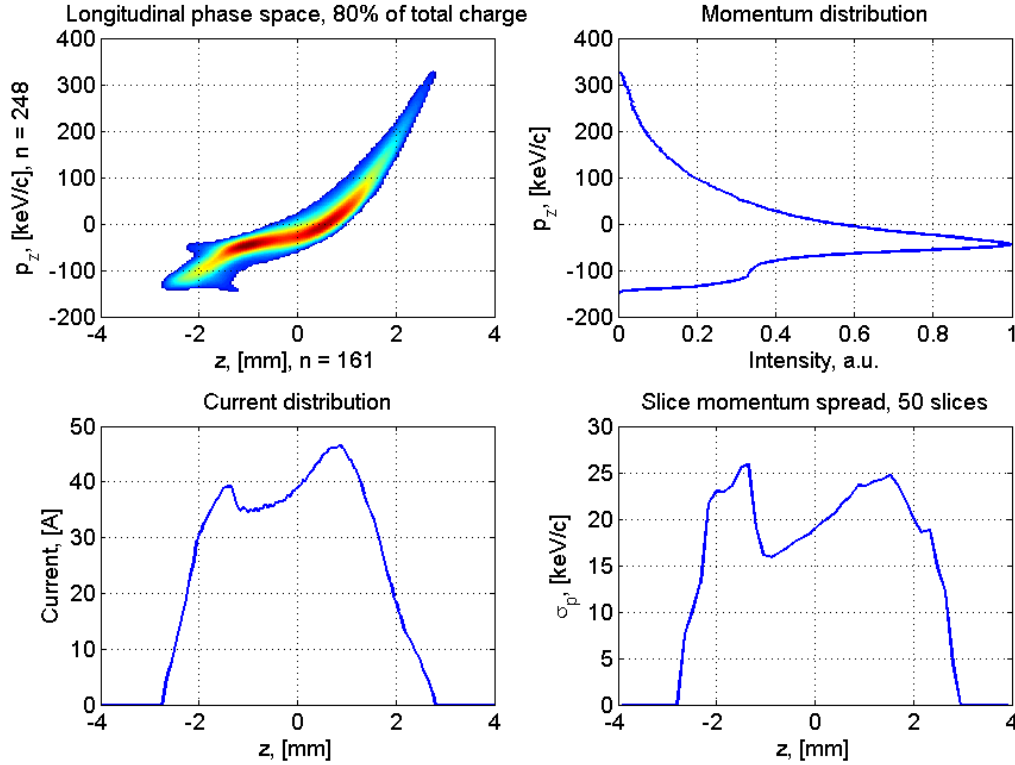 Longitudinal phase space, 80% of total charge
400
300
200
100
0
-100
-200
p_z, [keV/c], n = 248
-4 -2 0 2 4
z, [mm], n = 161
Momentum distribution
400
300
200
100
0
-100
-200
p_z, [keV/c]
0 0.2 0.4 0.6 0.8 1
Intensity, a.u.
Current distribution
50
40
30
20
10
0
Current, [A]
-4 -2 0 2 4
z, [mm]
Slice momentum spread, 50 slices
30
25
20
15
10
5
0
σ_p, [keV/c]
-4 -2 0 2 4
z, [mm]